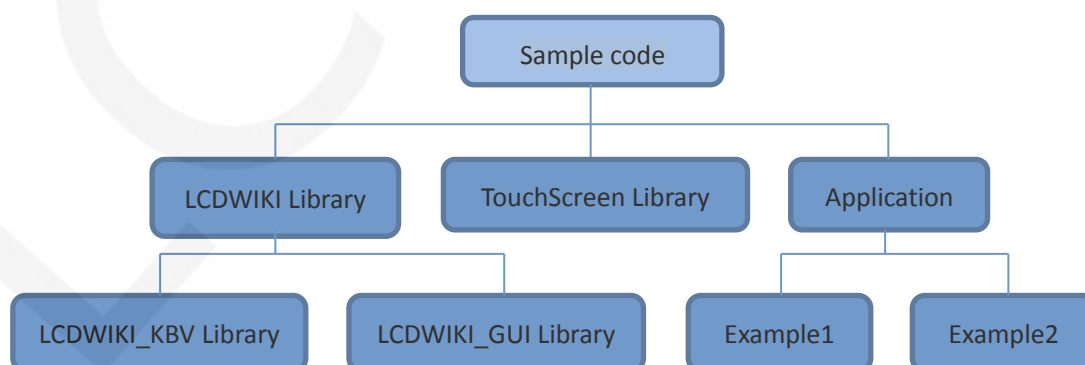 Sample code
LCDWIKI Library
TouchScreen Library
Application
LCDWIKI_KBV Library
LCDWIKI_GUI Library
Example1
Example2